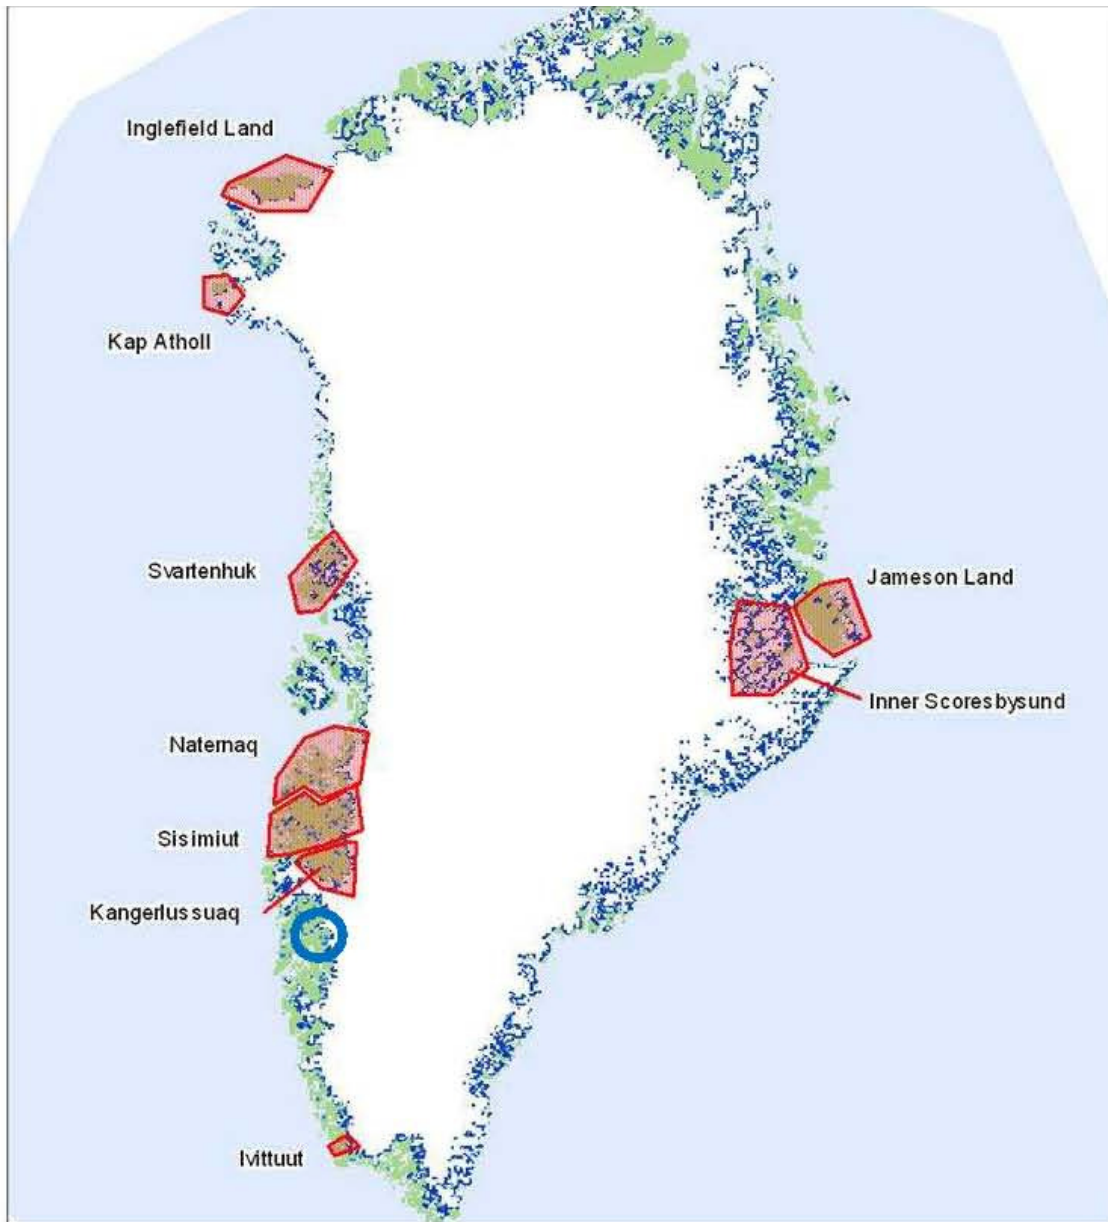 Inglefield Land
Kap Atholl
Svartenhuk
Jameson Land
Inner Scoresbysund
Naternaq
Sisimiut
Kangerlussuaq
Ivittuut